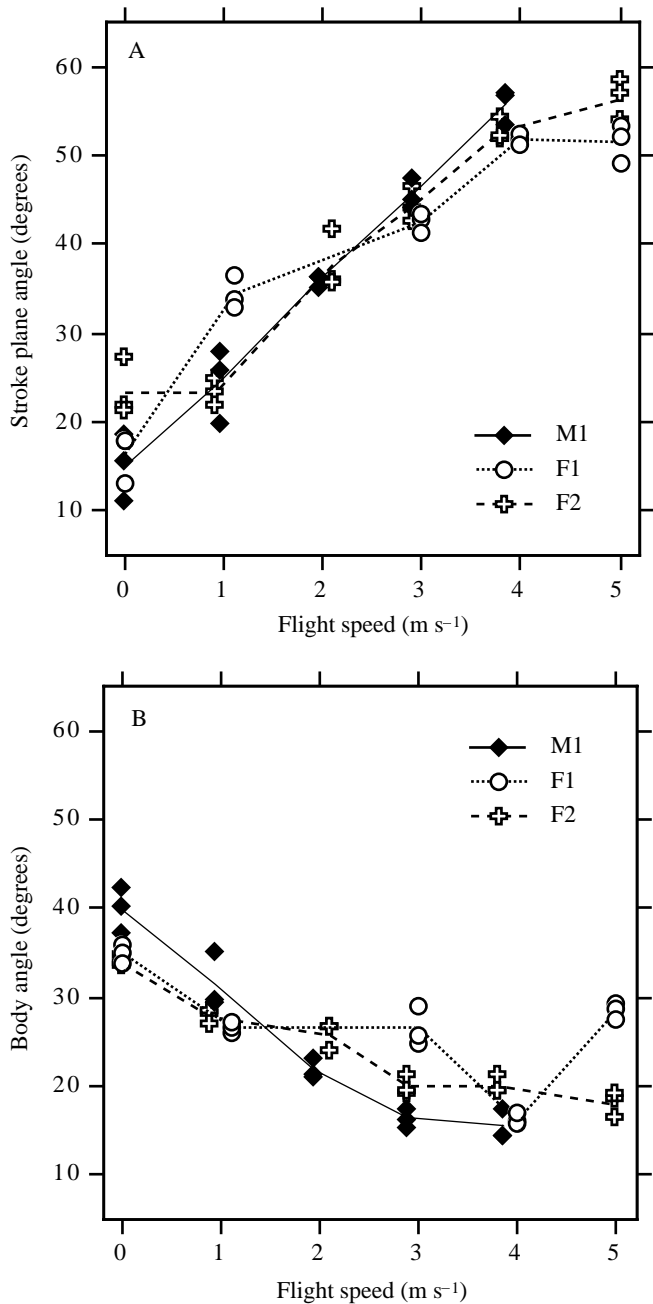 A
60
50
40
30
20
10
Stroke plane angle (degrees)
M1
F1
F2
0 1 2 3 4 5
Flight speed (m s⁻¹)
B
60
50
40
30
20
10
Body angle (degrees)
M1
F1
F2
0 1 2 3 4 5
Flight speed (m s⁻¹)